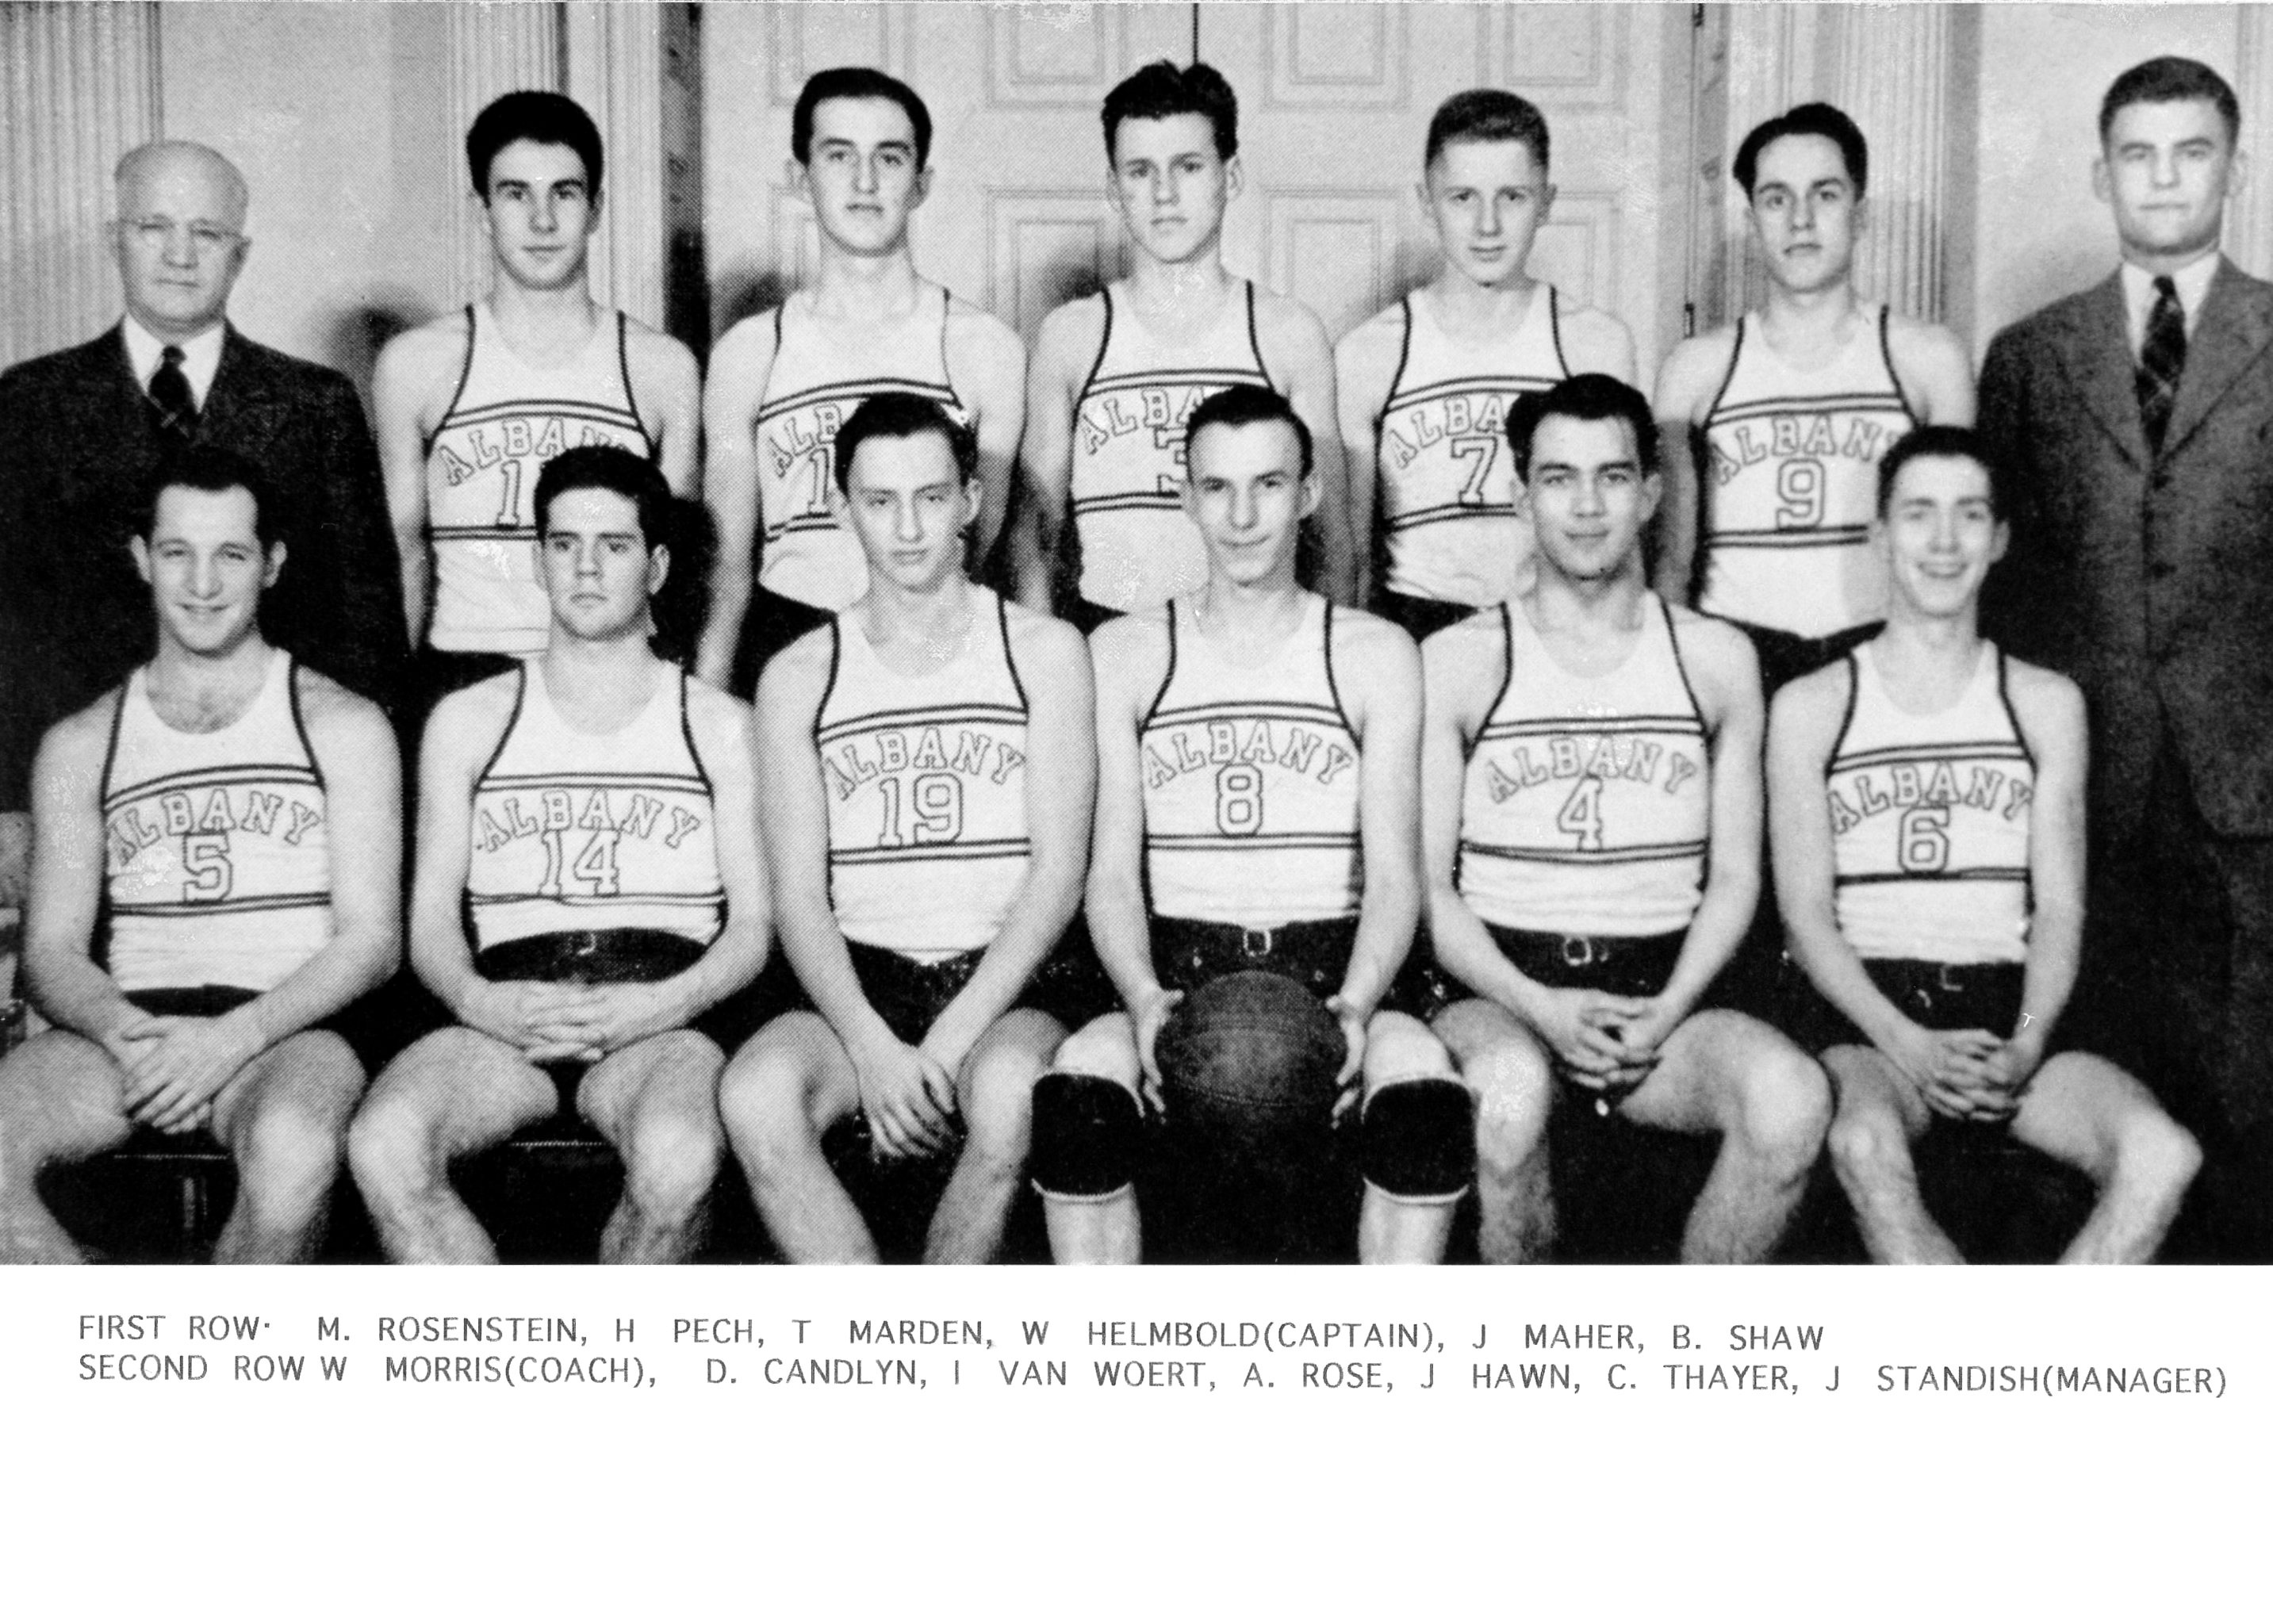 ALBANY
1
ALB
1
ALBA
ALBA
7
ALBANY
9
ALBANY
5
ALBANY
14
ALBANY
19
ALBANY
8
ALBANY
4
ALBANY
6
FIRST ROW· M. ROSENSTEIN, H PECH, T MARDEN, W HELMBOLD(CAPTAIN), J MAHER, B. SHAW
SECOND ROW W MORRIS(COACH), D. CANDLYN, I VAN WOERT, A. ROSE, J HAWN, C. THAYER, J STANDISH(MANAGER)